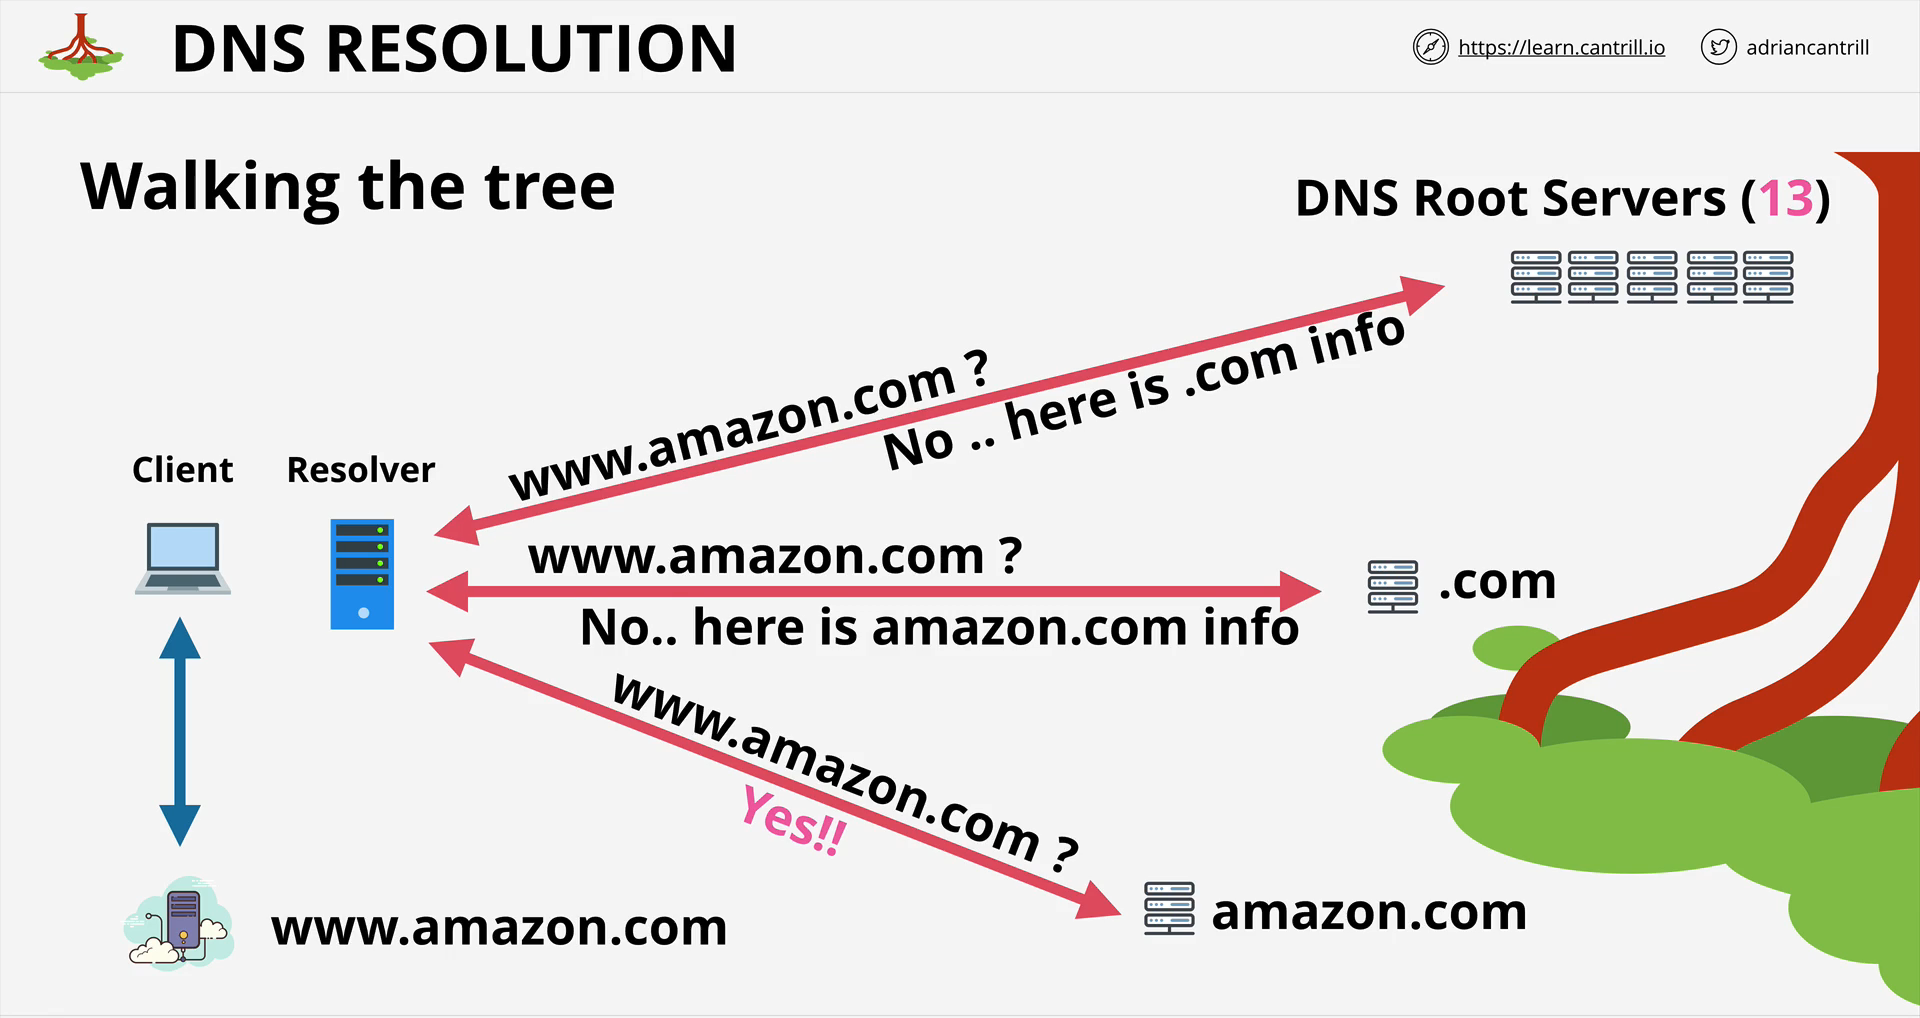 DNS RESOLUTION
https://learn.cantrill.io
adriancantrill
Walking the tree
DNS Root Servers (13)
www.amazon.com ?
No .. here is .com info
Client
Resolver
www.amazon.com ?
No.. here is amazon.com info
.com
www.amazon.com ?
Yes!!
www.amazon.com
amazon.com